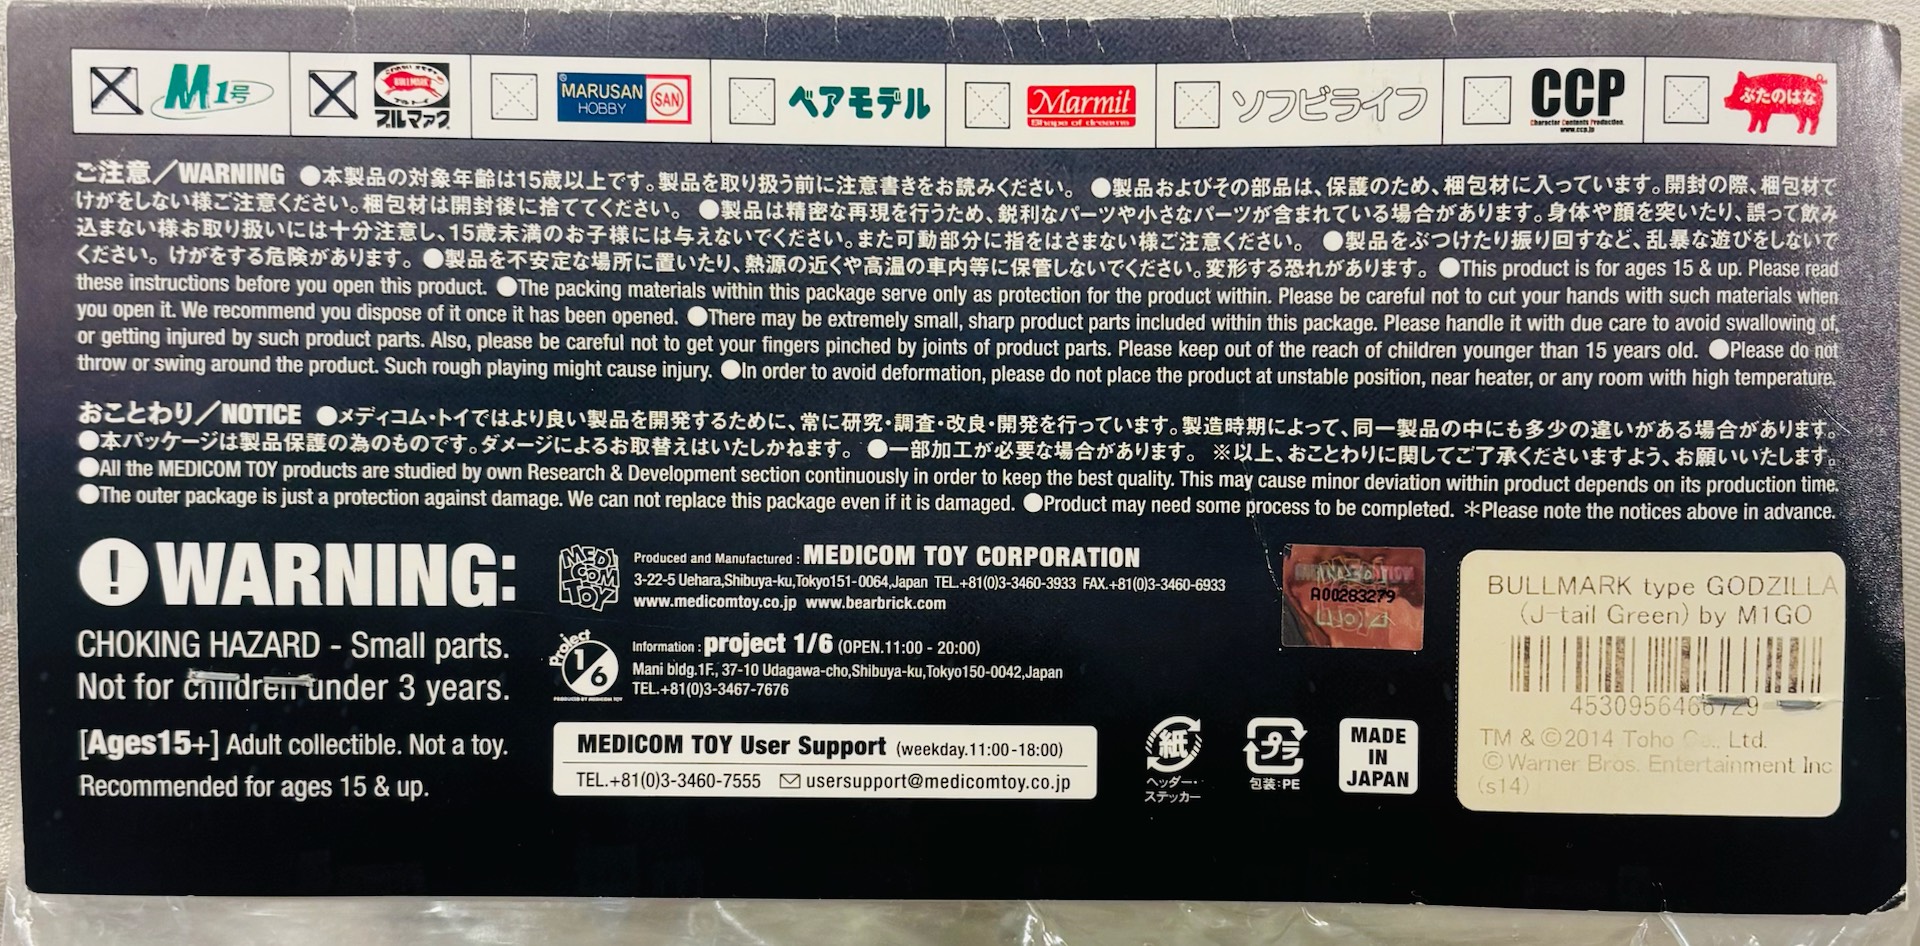 M1号
BULLMARK
ブルマァク
MARUSAN
HOBBY
SAN
ベアモデル
Marmit
Shape of dreams
ソフビライフ
CCP
Character Contents Production.
www.ccp.jp
ぶたのはな
ご注意／WARNING ●本製品の対象年齢は15歳以上です。製品を取り扱う前に注意書きをお読みください。 ●製品およびその部品は、保護のため、梱包材に入っています。開封の際、梱包材で
けがをしない様ご注意ください。梱包材は開封後に捨ててください。 ●製品は精密な再現を行うため、鋭利なパーツや小さなパーツが含まれている場合があります。身体や顔を突いたり、誤って飲み
込まない様お取り扱いには十分注意し、15歳未満のお子様には与えないでください。また可動部分に指をはさまない様ご注意ください。 ●製品をぶつけたり振り回すなど、乱暴な遊びをしないで
ください。けがをする危険があります。 ●製品を不安定な場所に置いたり、熱源の近くや高温の車内等に保管しないでください。変形する恐れがあります。 ●This product is for ages 15 & up. Please read
these instructions before you open this product. ●The packing materials within this package serve only as protection for the product within. Please be careful not to cut your hands with such materials when
you open it. We recommend you dispose of it once it has been opened. ●There may be extremely small, sharp product parts included within this package. Please handle it with due care to avoid swallowing of,
or getting injured by such product parts. Also, please be careful not to get your fingers pinched by joints of product parts. Please keep out of the reach of children younger than 15 years old. ●Please do not
throw or swing around the product. Such rough playing might cause injury. ●In order to avoid deformation, please do not place the product at unstable position, near heater, or any room with high temperature.
おことわり／NOTICE ●メディコム・トイではより良い製品を開発するために、常に研究・調査・改良・開発を行っています。製造時期によって、同一製品の中にも多少の違いがある場合があります。
●本パッケージは製品保護の為のものです。ダメージによるお取替えはいたしかねます。 ●一部加工が必要な場合があります。 ※以上、おことわりに関してご了承くださいますよう、お願いいたします。
●All the MEDICOM TOY products are studied by own Research & Development section continuously in order to keep the best quality. This may cause minor deviation within product depends on its production time.
●The outer package is just a protection against damage. We can not replace this package even if it is damaged. ●Product may need some process to be completed. ＊Please note the notices above in advance.
! WARNING:
CHOKING HAZARD - Small parts.
Not for children under 3 years.
[Ages15+] Adult collectible. Not a toy.
Recommended for ages 15 & up.
MEDI
COM
TOY
Produced and Manufactured : MEDICOM TOY CORPORATION
3-22-5 Uehara,Shibuya-ku,Tokyo151-0064,Japan TEL.+81(0)3-3460-3933 FAX.+81(0)3-3460-6933
www.medicomtoy.co.jp www.bearbrick.com
Project
1/6
PRODUCED BY MEDICOM TOY
Information : project 1/6 (OPEN.11:00 - 20:00)
Mani bldg.1F., 37-10 Udagawa-cho,Shibuya-ku,Tokyo150-0042,Japan
TEL.+81(0)3-3467-7676
MEDICOM TOY User Support (weekday.11:00-18:00)
TEL.+81(0)3-3460-7555 usersupport@medicomtoy.co.jp
紙
ヘッダー・
ステッカー
プラ
包装:PE
MADE
IN
JAPAN
A00283279
BULLMARK type GODZILLA
(J-tail Green) by M1GO
4530956466729
TM & ©2014 Toho Co., Ltd.
©Warner Bros. Entertainment Inc
(s14)